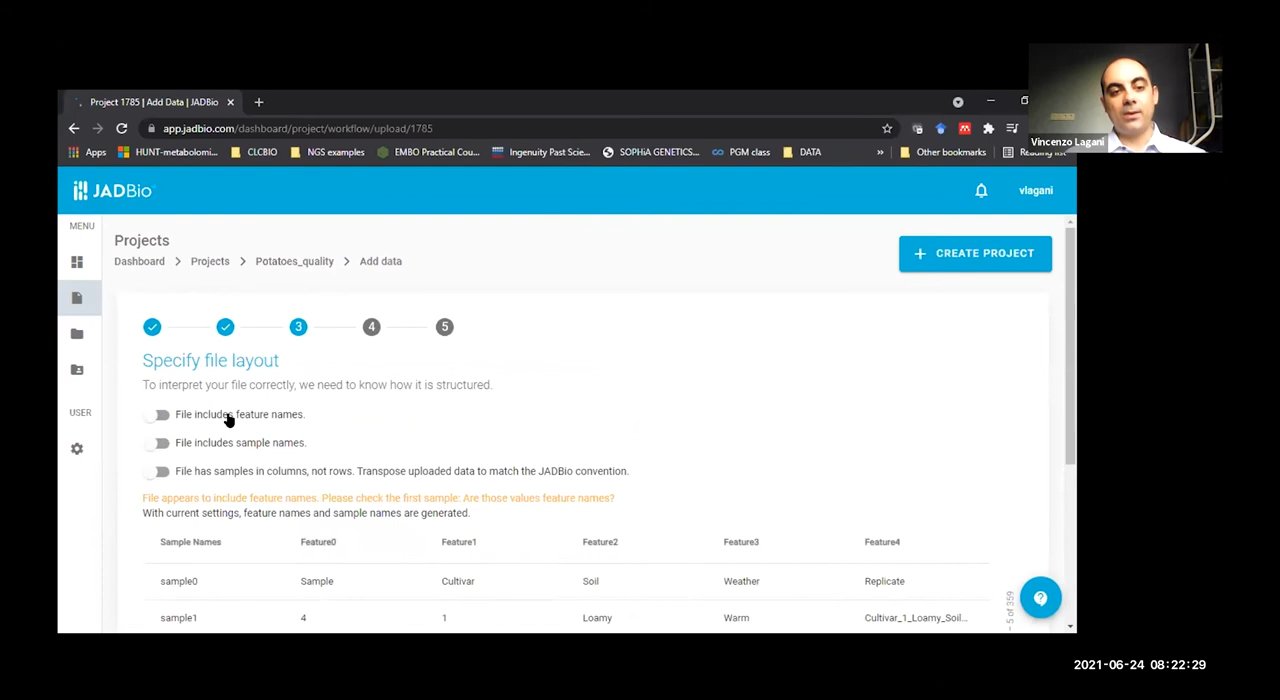 Project 1785 | Add Data | JADBio
app.jadbio.com/dashboard/project/workflow/upload/1785
Apps HUNT-metabolomi... CLCBIO NGS examples EMBO Practical Cou... Ingenuity Past Scie... SOPHiA GENETICS... PGM class DATA » Other bookmarks Reading list
Vincenzo Lagani
JADBio
vlagani
MENU
Projects
Dashboard > Projects > Potatoes_quality > Add data
+ CREATE PROJECT
3 4 5
Specify file layout
To interpret your file correctly, we need to know how it is structured.
File includes feature names.
USER
File includes sample names.
File has samples in columns, not rows. Transpose uploaded data to match the JADBio convention.
File appears to include feature names. Please check the first sample: Are those values feature names?
With current settings, feature names and sample names are generated.
Sample Names Feature0 Feature1 Feature2 Feature3 Feature4
sample0 Sample Cultivar Soil Weather Replicate
sample1 4 1 Loamy Warm Cultivar_1_Loamy_Soil...
5 of 359
2021-06-24 08:22:29